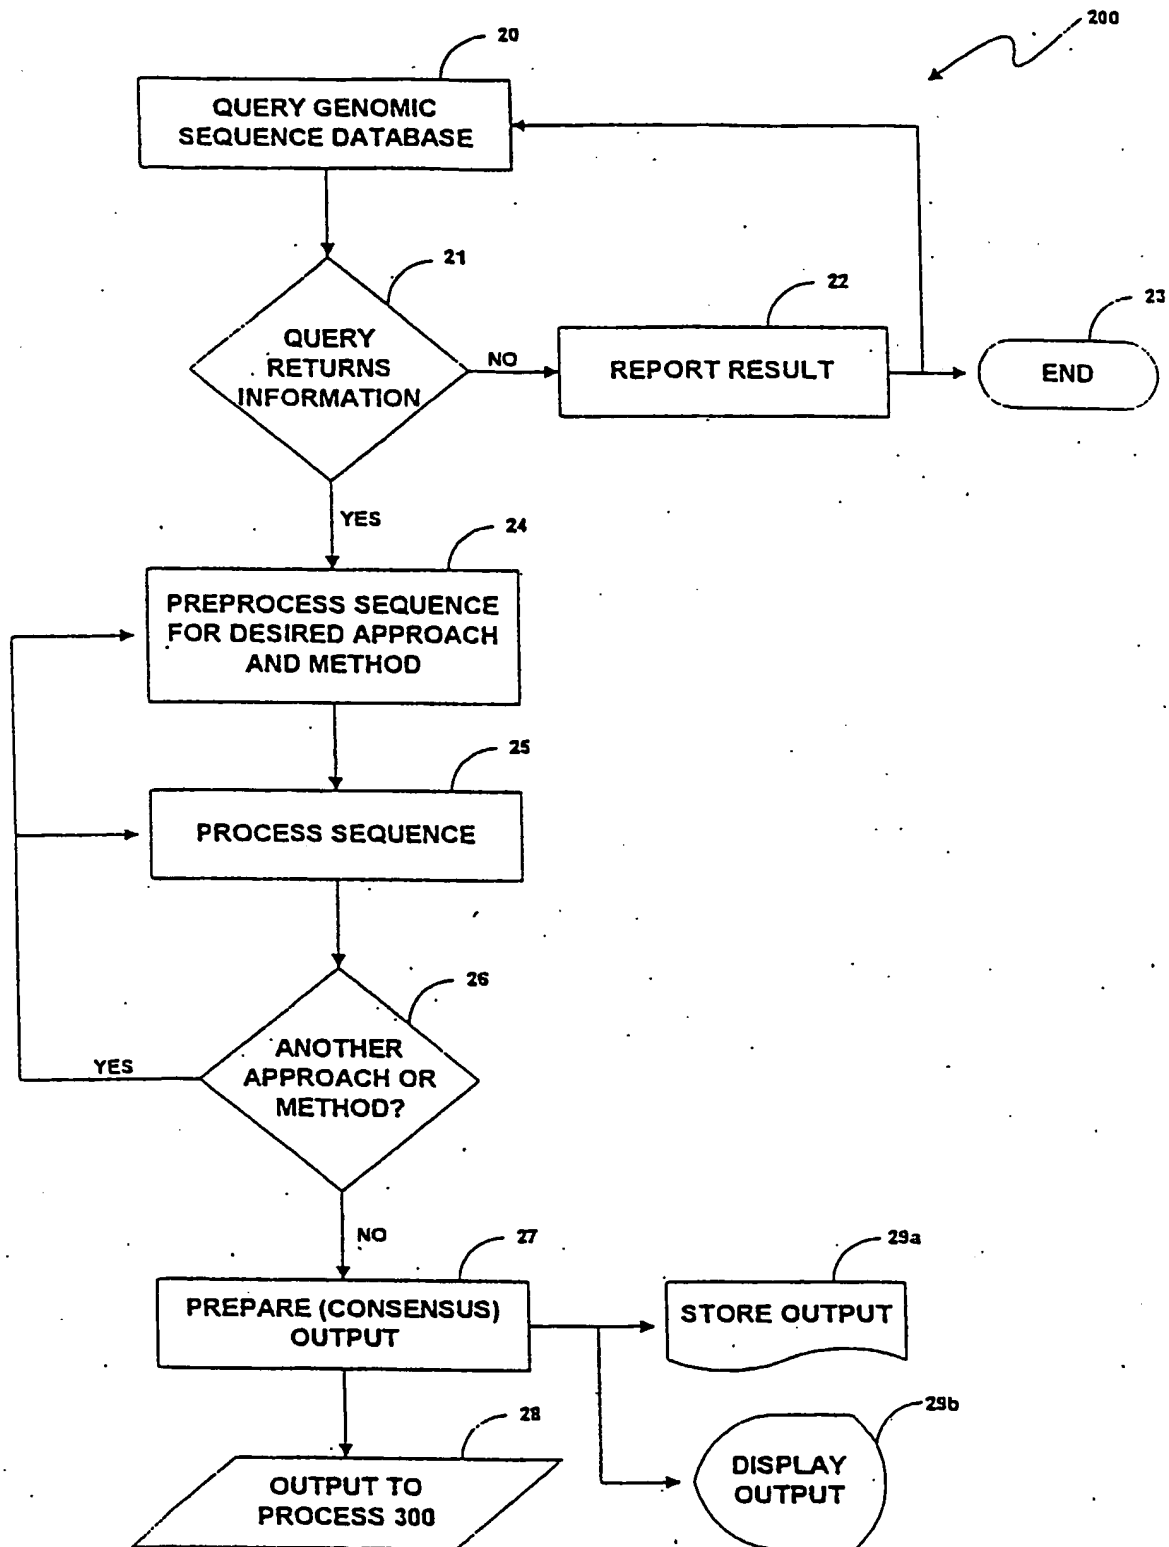 200
20
QUERY GENOMIC
SEQUENCE DATABASE
21
QUERY
RETURNS
INFORMATION
NO
22
REPORT RESULT
23
END
YES
24
PREPROCESS SEQUENCE
FOR DESIRED APPROACH
AND METHOD
25
PROCESS SEQUENCE
26
ANOTHER
APPROACH OR
METHOD?
YES
NO
27
PREPARE (CONSENSUS)
OUTPUT
29a
STORE OUTPUT
28
OUTPUT TO
PROCESS 300
29b
DISPLAY
OUTPUT